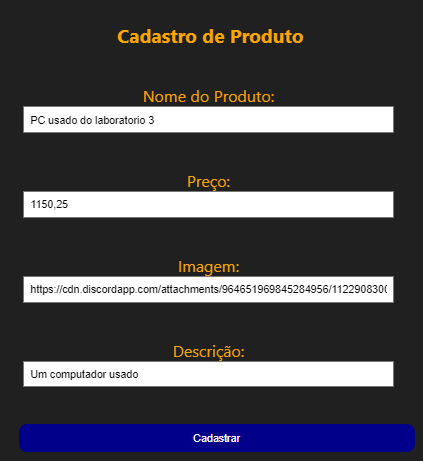 Cadastro de Produto
Nome do Produto:
PC usado do laboratorio 3
Preço:
1150,25
Imagem:
https://cdn.discordapp.com/attachments/964651969845284956/1122908300
Descrição:
Um computador usado
Cadastrar